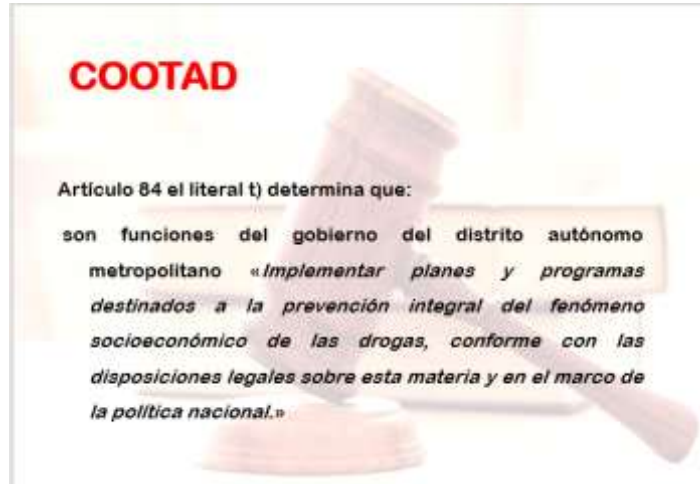 COOTAD
Artículo 84 el literal t) determina que:
son funciones del gobierno del distrito autónomo
metropolitano «Implementar planes y programas
destinados a la prevención integral del fenómeno
socioeconómico de las drogas, conforme con las
disposiciones legales sobre esta materia y en el marco de
la política nacional.»